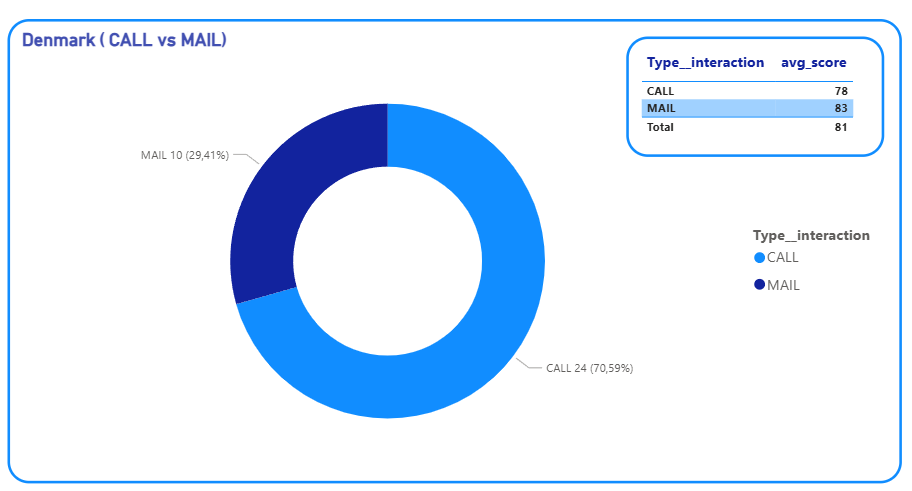 Denmark ( CALL vs MAIL)
Type__interaction avg_score
CALL 78
MAIL 83
Total 81
MAIL 10 (29,41%)
Type__interaction
CALL
MAIL
CALL 24 (70,59%)